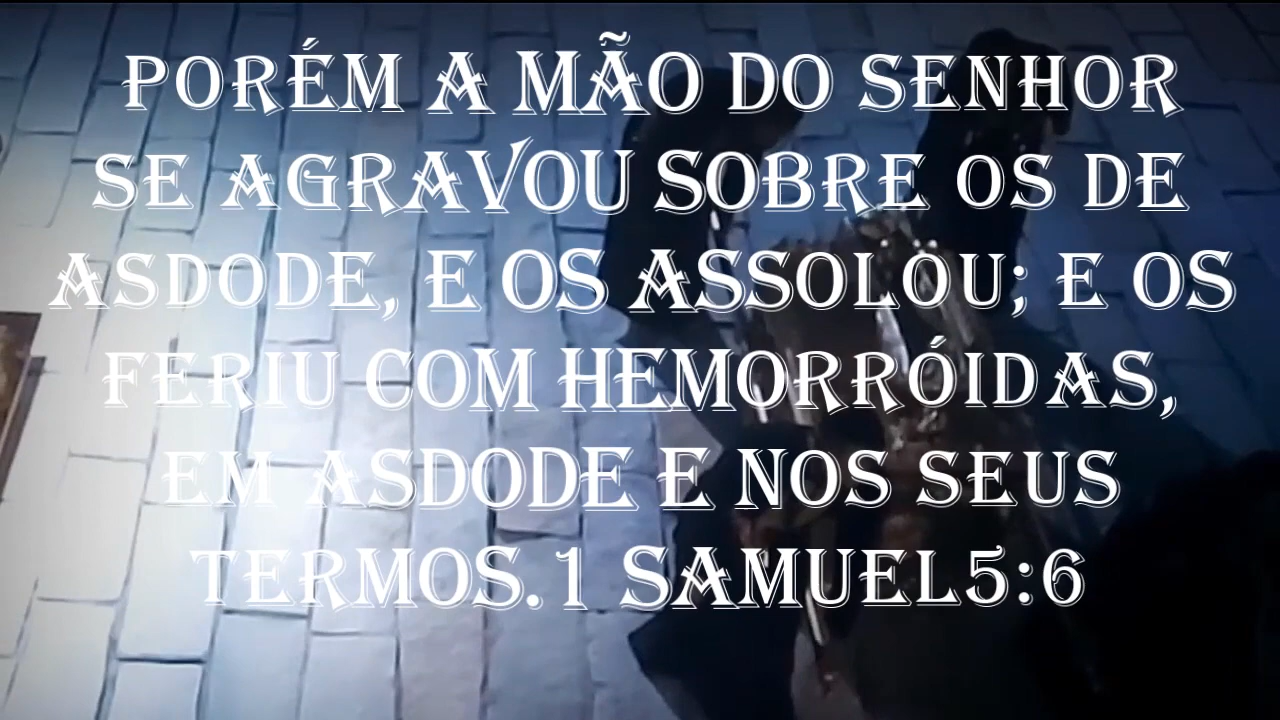 PORÉM A MÃO DO SENHOR
SE AGRAVOU SOBRE OS DE
ASDODE, E OS ASSOLOU; E OS
FERIU COM HEMORRÓIDAS,
EM ASDODE E NOS SEUS
TERMOS.1 SAMUEL5:6